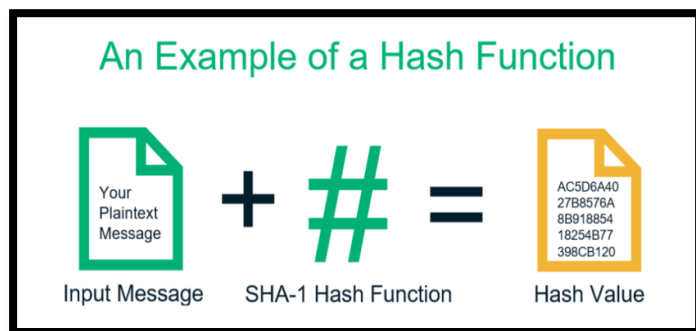 An Example of a Hash Function
Your
Plaintext
Message
+ # =
AC5D6A40
27B8576A
8B918854
18254B77
398CB120
Input Message
SHA-1 Hash Function
Hash Value